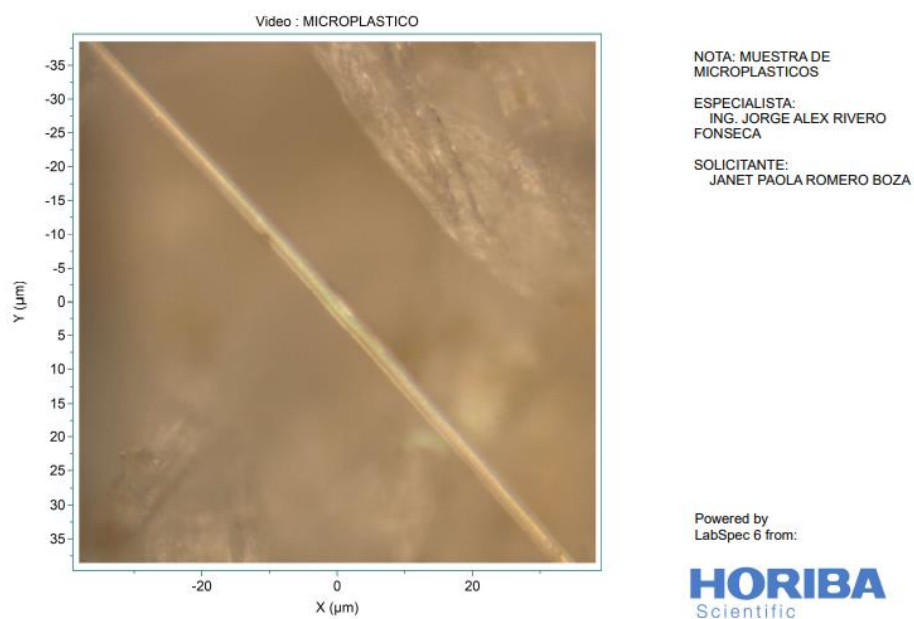 Video : MICROPLASTICO
NOTA: MUESTRA DE
MICROPLASTICOS
ESPECIALISTA:
ING. JORGE ALEX RIVERO
FONSECA
SOLICITANTE:
JANET PAOLA ROMERO BOZA
-35
-30
-25
-20
-15
-10
-5
0
5
10
15
20
25
30
35
Y (µm)
-20
0
20
X (µm)
Powered by
LabSpec 6 from:
HORIBA
Scientific